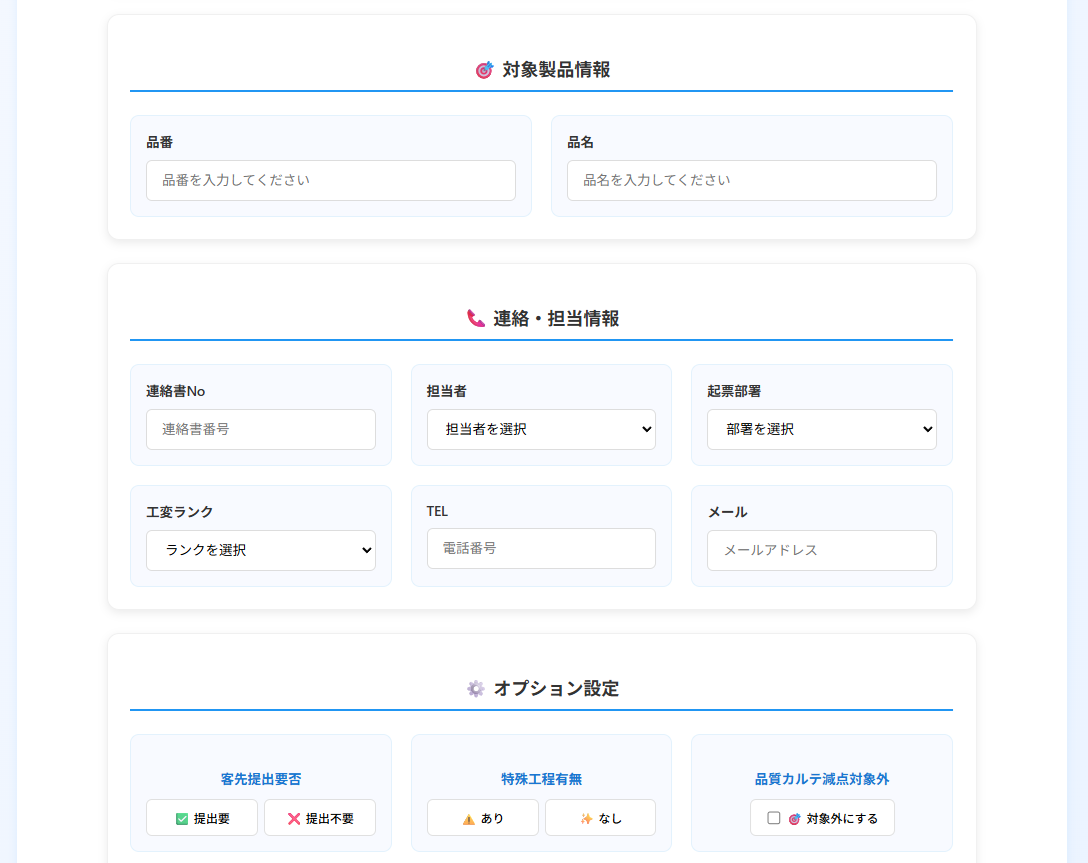 対象製品情報
品番
品名
品番を入力してください
品名を入力してください
連絡・担当情報
連絡書No
担当者
起票部署
連絡書番号
担当者を選択
部署を選択
工変ランク
TEL
メール
ランクを選択
電話番号
メールアドレス
オプション設定
客先提出要否
特殊工程有無
品質カルテ減点対象外
提出要
提出不要
あり
なし
対象外にする